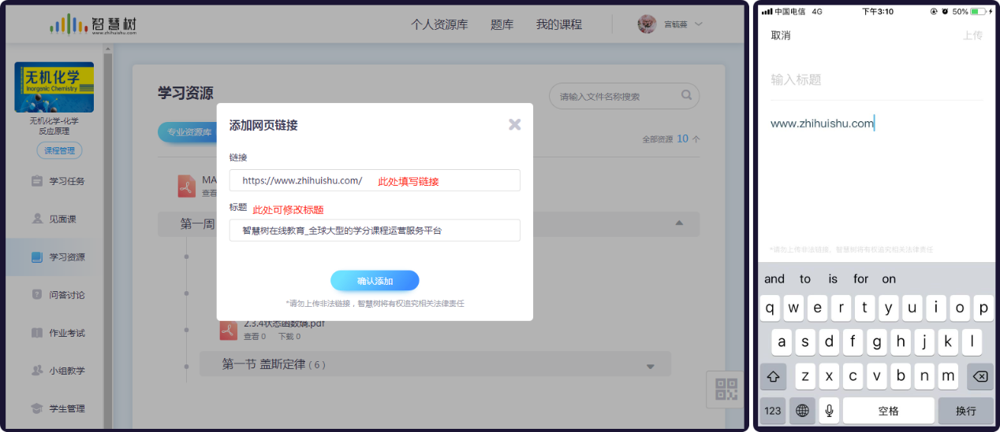 智慧树
www.zhihuishu.com
个人资源库 题库 我的课程 宫毓蕓
无机化学
Inorganic Chemistry
无机化学-化学
反应原理
课程管理
学习任务
见面课
学习资源
问答讨论
作业考试
小组教学
学生管理
学习资源
请输入文件名称搜索
专业资源库
全部资源 10 个
MA
查看
第一周
添加网页链接
链接
https://www.zhihuishu.com/ 此处填写链接
标题 此处可修改标题
智慧树在线教育_全球大型的学分课程运营服务平台
确认添加
*请勿上传非法链接，智慧树将有权追究相关法律责任
2.3.4状态函数熵.pdf
查看 0 下载 0
第一节 盖斯定律 ( 6 )
中国电信 4G 下午3:10 50%
取消 上传
输入标题
www.zhihuishu.com
*请勿上传非法链接，智慧树将有权追究相关法律责任
and to is for on
q w e r t y u i o p
a s d f g h j k l
z x c v b n m
123 空格 换行